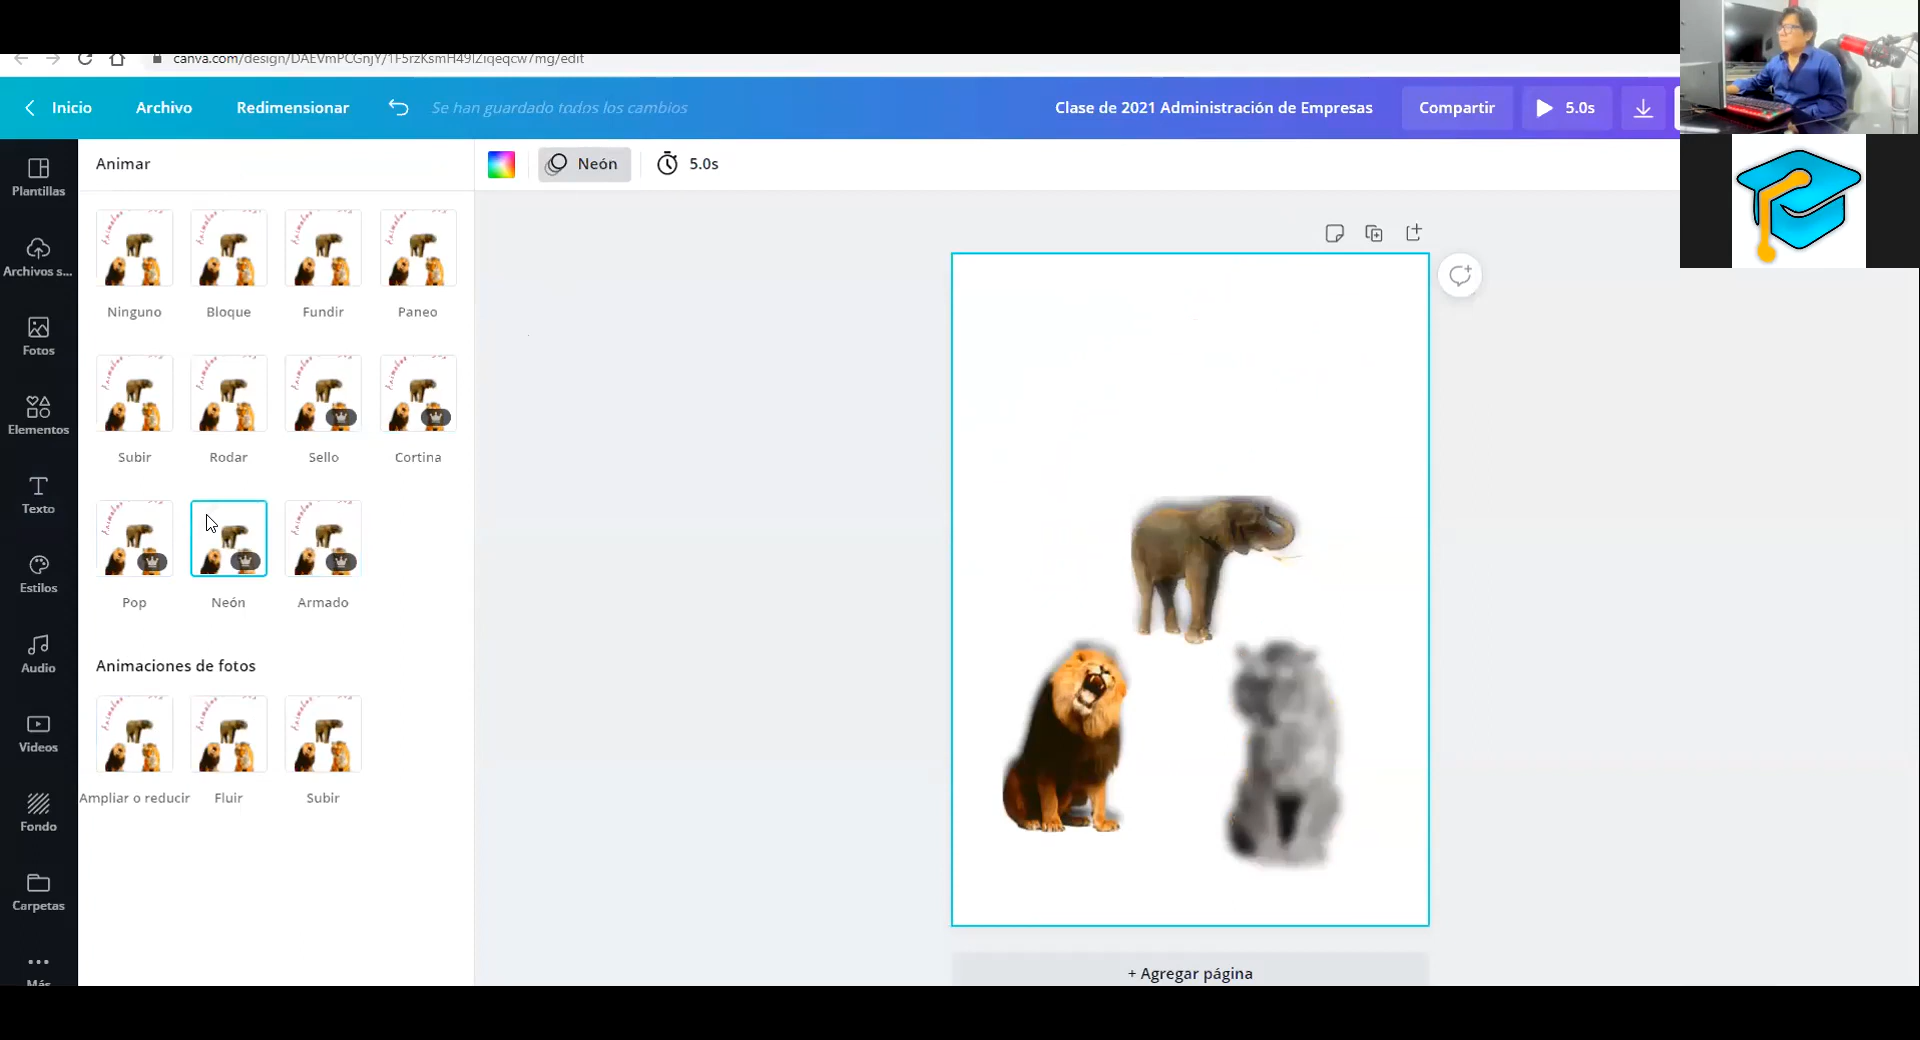 canva.com/design/DAEVmPCGnjY/1F5rzKsmH49IZiqeqcw7mg/edit
Inicio
Archivo
Redimensionar
Se han guardado todos los cambios
Clase de 2021 Administración de Empresas
Compartir
5.0s
Plantillas
Archivos s...
Fotos
Elementos
Texto
Estilos
Audio
Videos
Fondo
Carpetas
Más
Animar
Neón
5.0s
Ninguno
Bloque
Fundir
Paneo
Subir
Rodar
Sello
Cortina
Pop
Neón
Armado
Animaciones de fotos
Ampliar o reducir
Fluir
Subir
+ Agregar página